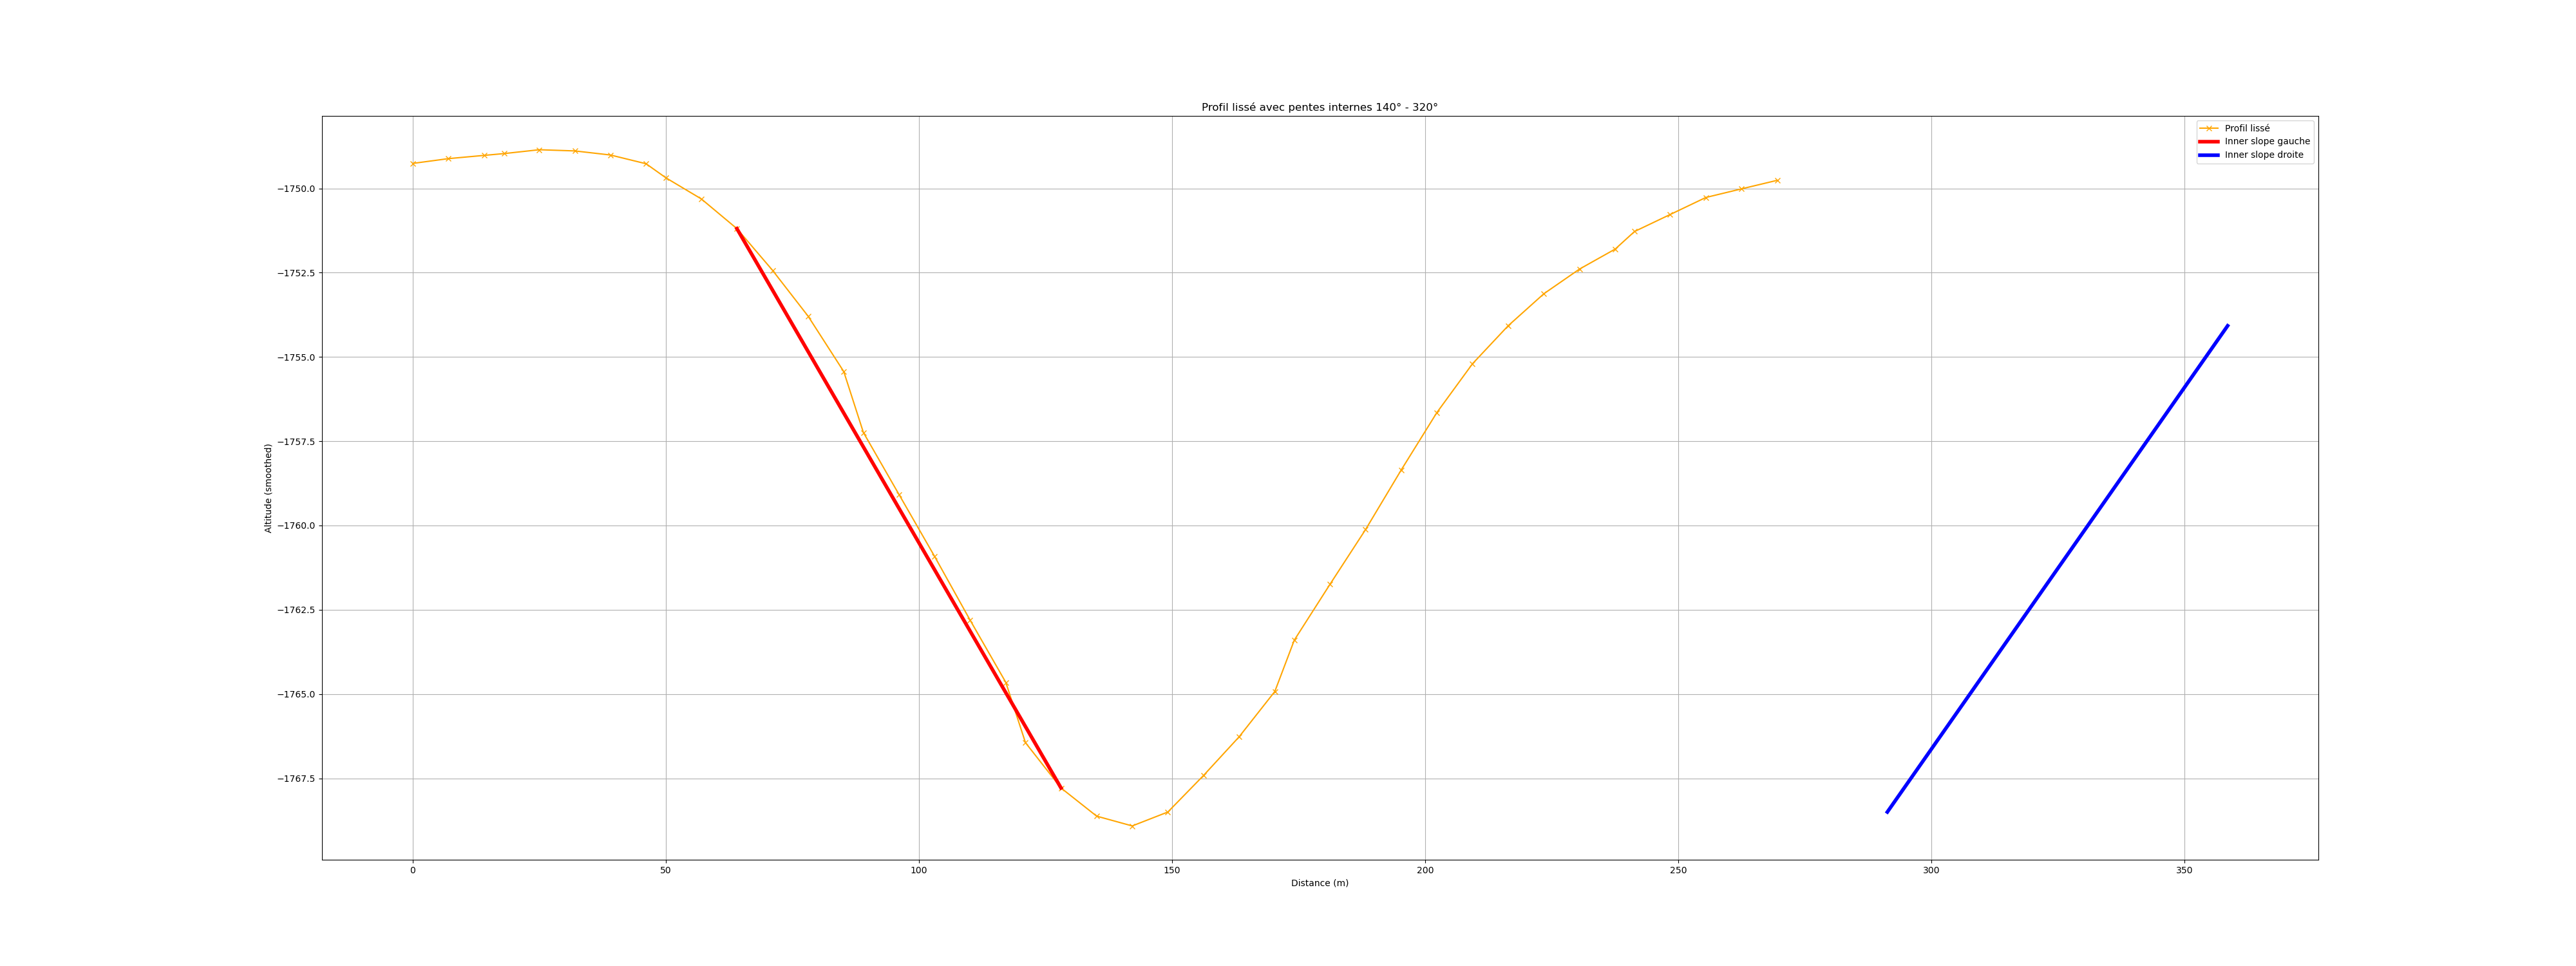 Profil lissé avec pentes internes 140° - 320°
Profil lissé
Inner slope gauche
Inner slope droite
−1750.0
−1752.5
−1755.0
−1757.5
−1760.0
−1762.5
−1765.0
−1767.5
Altitude (smoothed)
0 50 100 150 200 250 300 350
Distance (m)